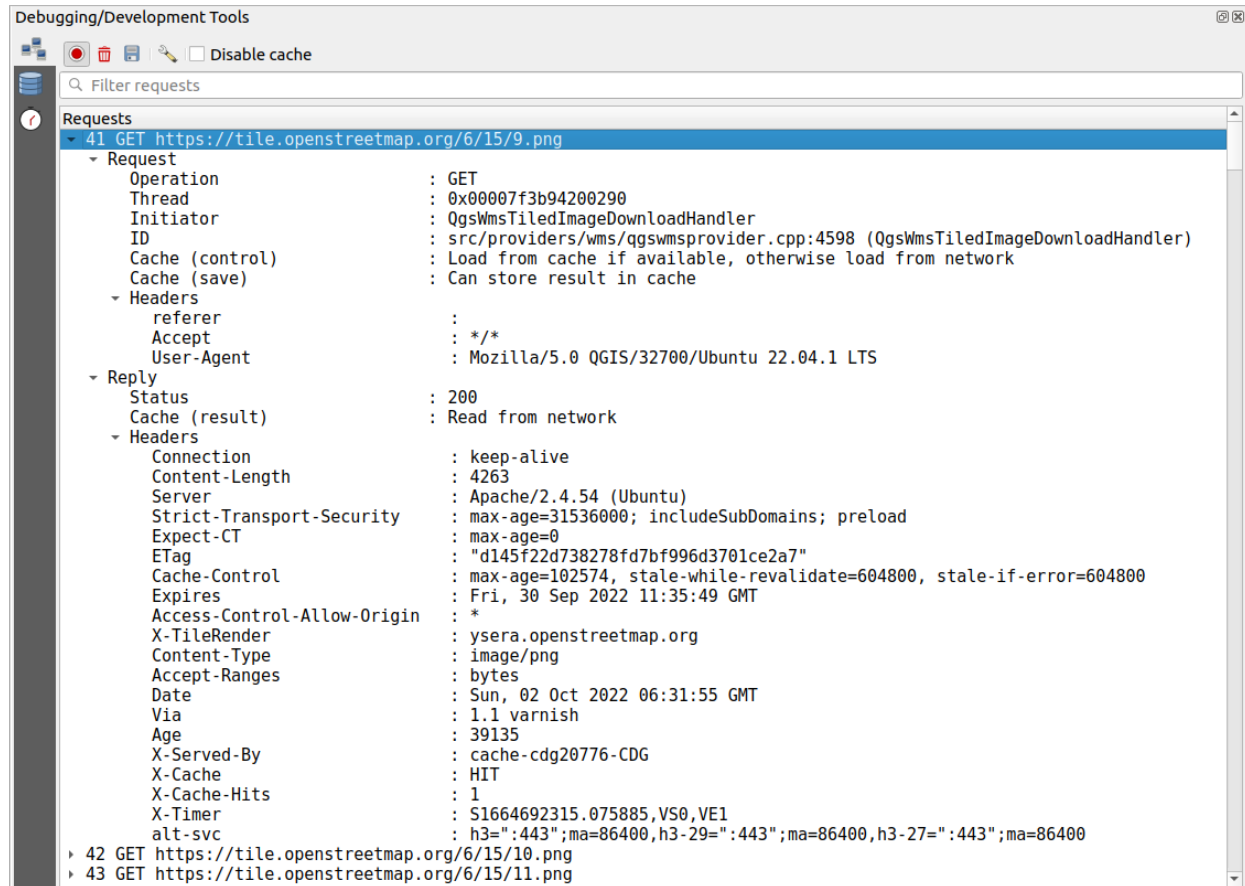 Debugging/Development Tools
Disable cache
Filter requests
Requests
41 GET https://tile.openstreetmap.org/6/15/9.png
Request
Operation : GET
Thread : 0x00007f3b94200290
Initiator : QgsWmsTiledImageDownloadHandler
ID : src/providers/wms/qgswmsprovider.cpp:4598 (QgsWmsTiledImageDownloadHandler)
Cache (control) : Load from cache if available, otherwise load from network
Cache (save) : Can store result in cache
Headers
referer :
Accept : */*
User-Agent : Mozilla/5.0 QGIS/32700/Ubuntu 22.04.1 LTS
Reply
Status : 200
Cache (result) : Read from network
Headers
Connection : keep-alive
Content-Length : 4263
Server : Apache/2.4.54 (Ubuntu)
Strict-Transport-Security : max-age=31536000; includeSubDomains; preload
Expect-CT : max-age=0
ETag : "d145f22d738278fd7bf996d3701ce2a7"
Cache-Control : max-age=102574, stale-while-revalidate=604800, stale-if-error=604800
Expires : Fri, 30 Sep 2022 11:35:49 GMT
Access-Control-Allow-Origin : *
X-TileRender : ysera.openstreetmap.org
Content-Type : image/png
Accept-Ranges : bytes
Date : Sun, 02 Oct 2022 06:31:55 GMT
Via : 1.1 varnish
Age : 39135
X-Served-By : cache-cdg20776-CDG
X-Cache : HIT
X-Cache-Hits : 1
X-Timer : S1664692315.075885,VS0,VE1
alt-svc : h3=":443";ma=86400,h3-29=":443";ma=86400,h3-27=":443";ma=86400
42 GET https://tile.openstreetmap.org/6/15/10.png
43 GET https://tile.openstreetmap.org/6/15/11.png